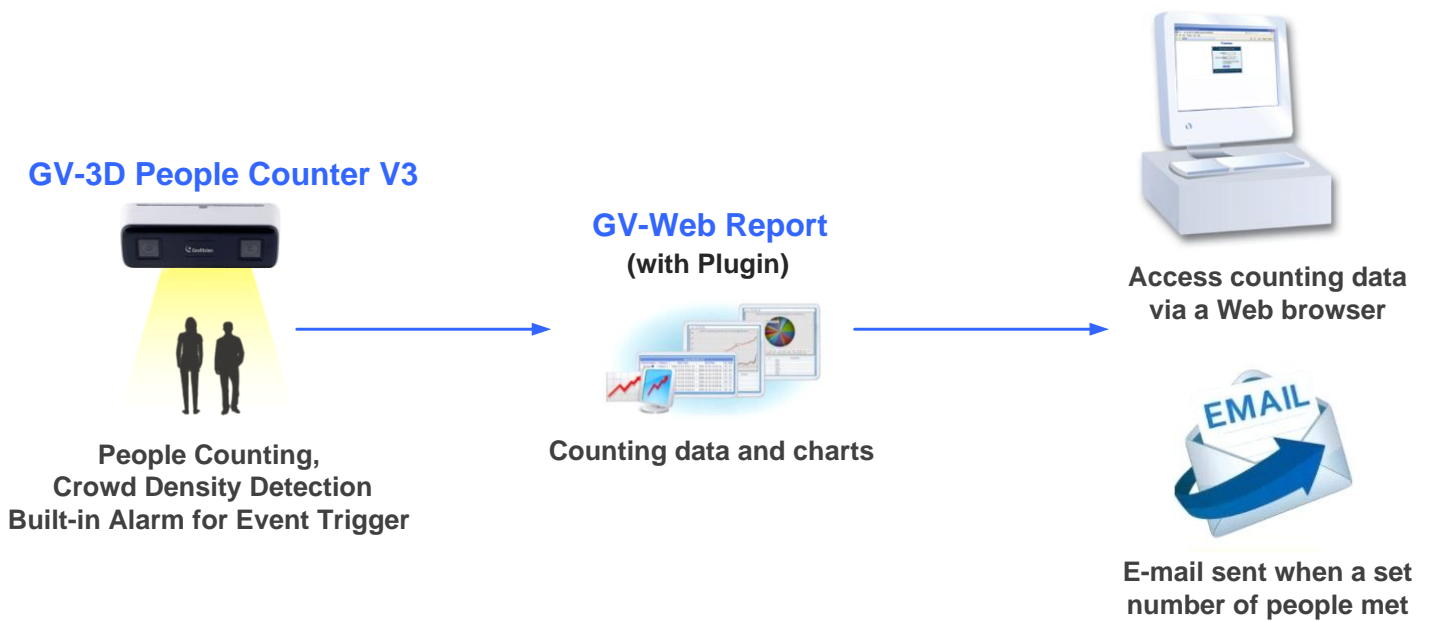 GV-3D People Counter V3
GeoVision
People Counting,
Crowd Density Detection
Built-in Alarm for Event Trigger
GV-Web Report
(with Plugin)
Counting data and charts
Access counting data
via a Web browser
EMAIL
E-mail sent when a set
number of people met